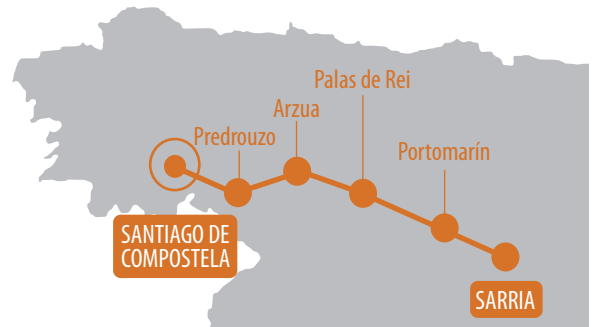 Palas de Rei
Arzua
Predrouzo
Portomarín
SANTIAGO DE
COMPOSTELA
SARRIA